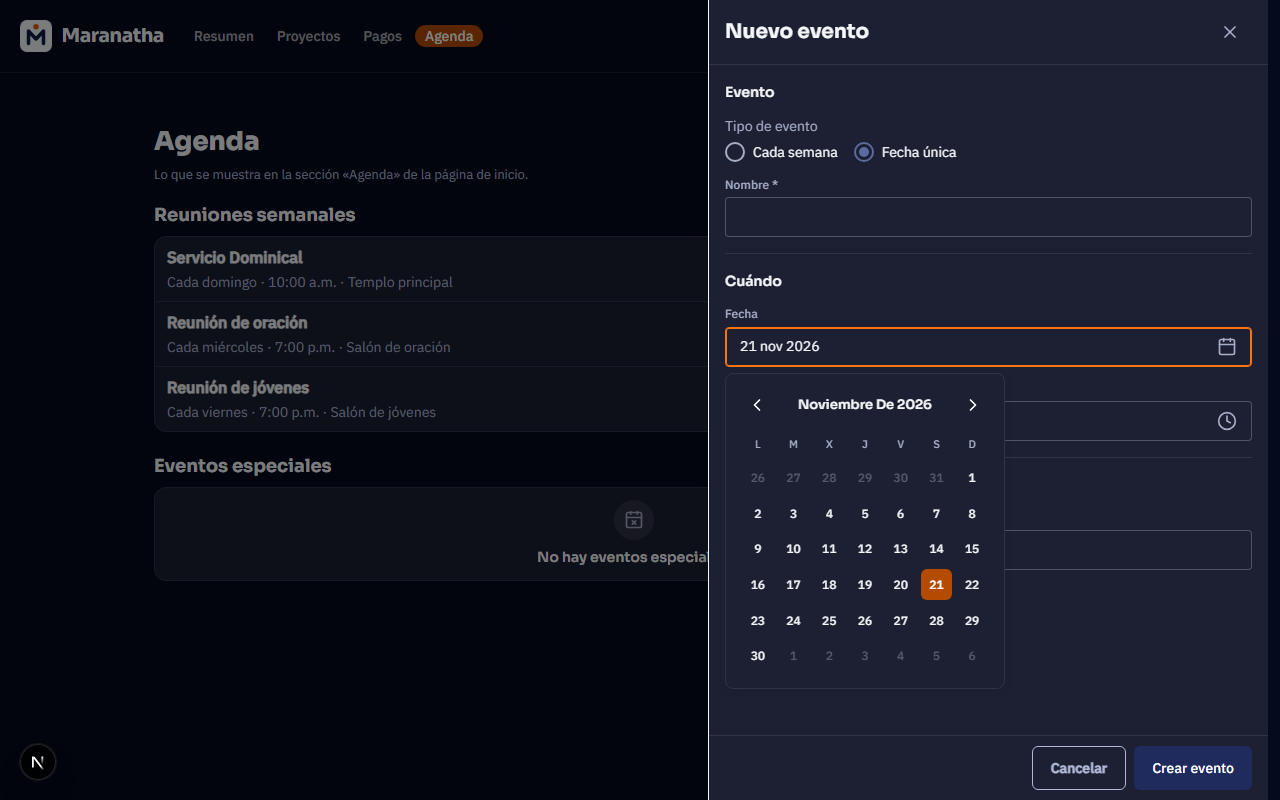 Maranatha
Resumen
Proyectos
Pagos
Agenda
Agenda
Lo que se muestra en la sección «Agenda» de la página de inicio.
Reuniones semanales
Servicio Dominical
Cada domingo · 10:00 a.m. · Templo principal
Reunión de oración
Cada miércoles · 7:00 p.m. · Salón de oración
Reunión de jóvenes
Cada viernes · 7:00 p.m. · Salón de jóvenes
Eventos especiales
No hay eventos especial
N
Nuevo evento
Evento
Tipo de evento
Cada semana
Fecha única
Nombre *
Cuándo
Fecha
21 nov 2026
Noviembre De 2026
L M X J V S D
26 27 28 29 30 31 1
2 3 4 5 6 7 8
9 10 11 12 13 14 15
16 17 18 19 20 21 22
23 24 25 26 27 28 29
30 1 2 3 4 5 6
Cancelar
Crear evento